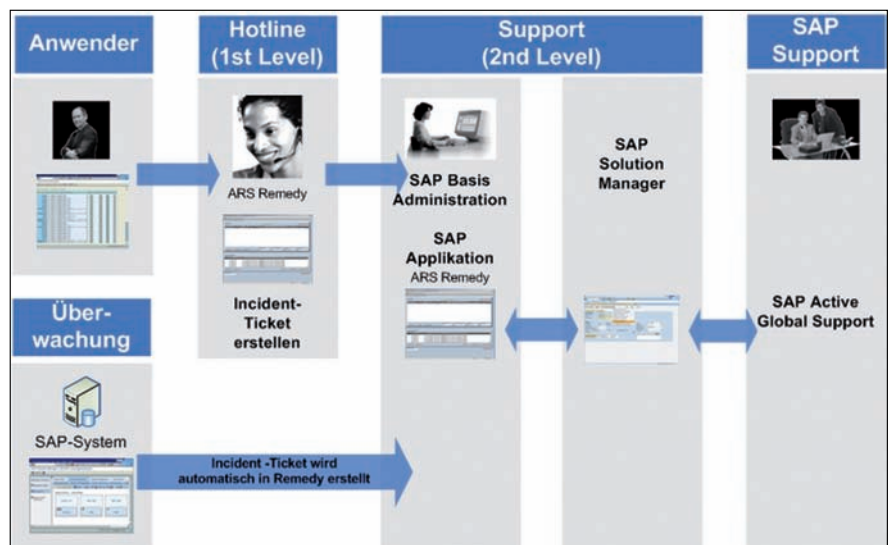 Anwender
Hotline
(1st Level)
Support
(2nd Level)
SAP
Support
ARS Remedy
Incident-
Ticket
erstellen
SAP Basis
Administration
SAP
Applikation
ARS Remedy
SAP
Solution
Manager
SAP Active
Global Support
Über-
wachung
SAP-System
Incident -Ticket wird
automatisch in Remedy erstellt